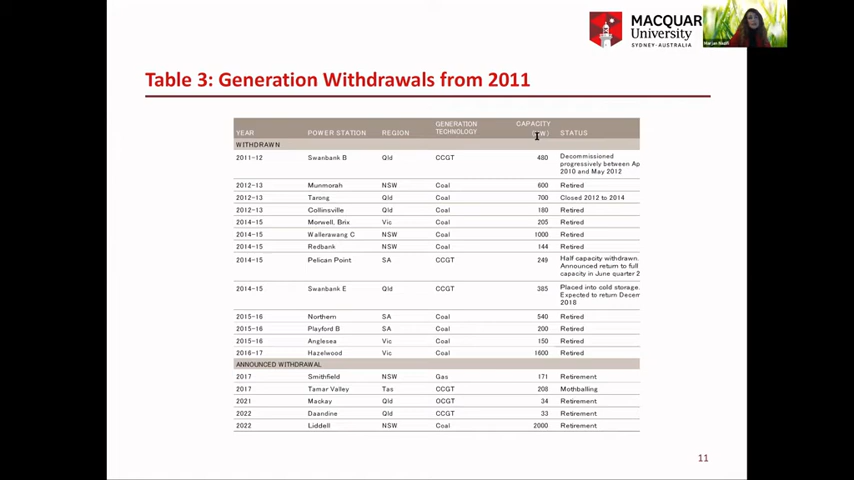 MACQUAR
University
SYDNEY-AUSTRALIA
Table 3: Generation Withdrawals from 2011
YEAR POWER STATION REGION GENERATION TECHNOLOGY CAPACITY STATUS
WITHDRAWN
2011-12 Swanbank B Qld CCGT 480 Decommissioned
progressively between Ap
2010 and May 2012
2012-13 Munmorah NSW Coal 600 Retired
2012-13 Tarong Qld Coal 700 Closed 2012 to 2014
2012-13 Collinsville Qld Coal 180 Retired
2014-15 Morwell, Brix Vic Coal 205 Retired
2014-15 Wallerawang C NSW Coal 1000 Retired
2014-15 Redbank NSW Coal 144 Retired
2014-15 Pelican Point SA CCGT 249 Half capacity withdrawn.
Announced return to full
capacity in June quarter 2
2014-15 Swanbank E Qld CCGT 385 Placed into cold storage.
Expected to return Decem
2018
2015-16 Northern SA Coal 540 Retired
2015-16 Playford B SA Coal 200 Retired
2015-16 Anglesea Vic Coal 150 Retired
2016-17 Hazelwood Vic Coal 1600 Retired
ANNOUNCED WITHDRAWAL
2017 Smithfield NSW Gas 171 Retirement
2017 Tamar Valley Tas CCGT 208 Mothballing
2021 Mackay Qld OCGT 34 Retirement
2022 Daandine Qld CCGT 33 Retirement
2022 Liddell NSW Coal 2000 Retirement
11